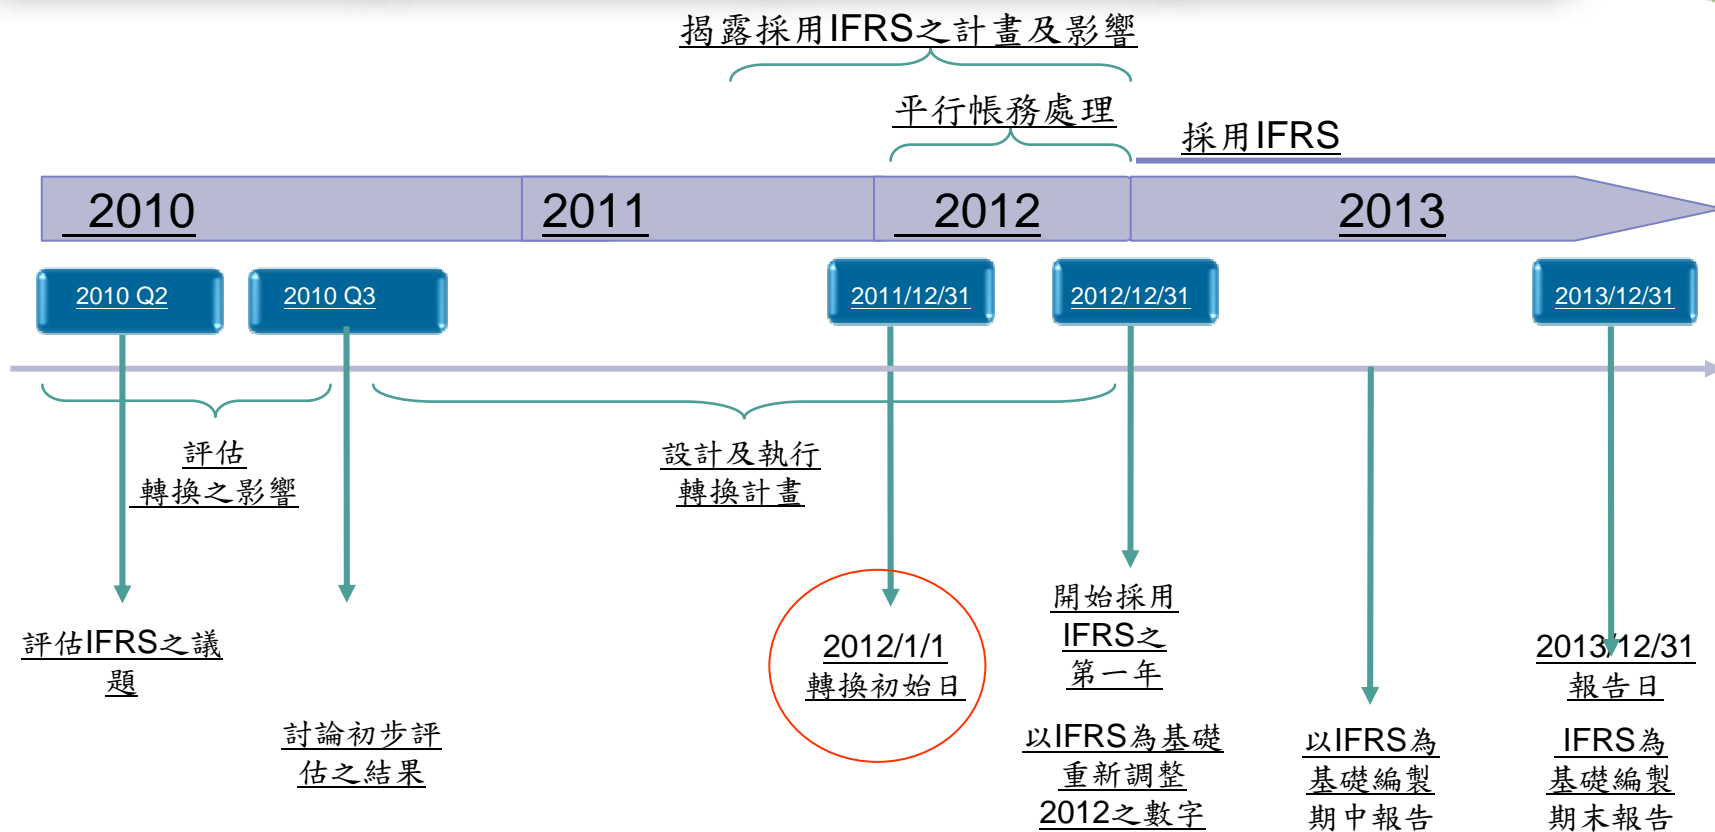 揭露採用IFRS之計畫及影響
平行帳務處理
採用IFRS
2010
2011
2012
2013
2010 Q2
2010 Q3
2011/12/31
2012/12/31
2013/12/31
評估
轉換之影響
設計及執行
轉換計畫
評估IFRS之議
題
討論初步評
估之結果
2012/1/1
轉換初始日
開始採用
IFRS之
第一年
以IFRS為基礎
重新調整
2012之數字
以IFRS為
基礎編製
期中報告
2013/12/31
報告日
IFRS為
基礎編製
期末報告